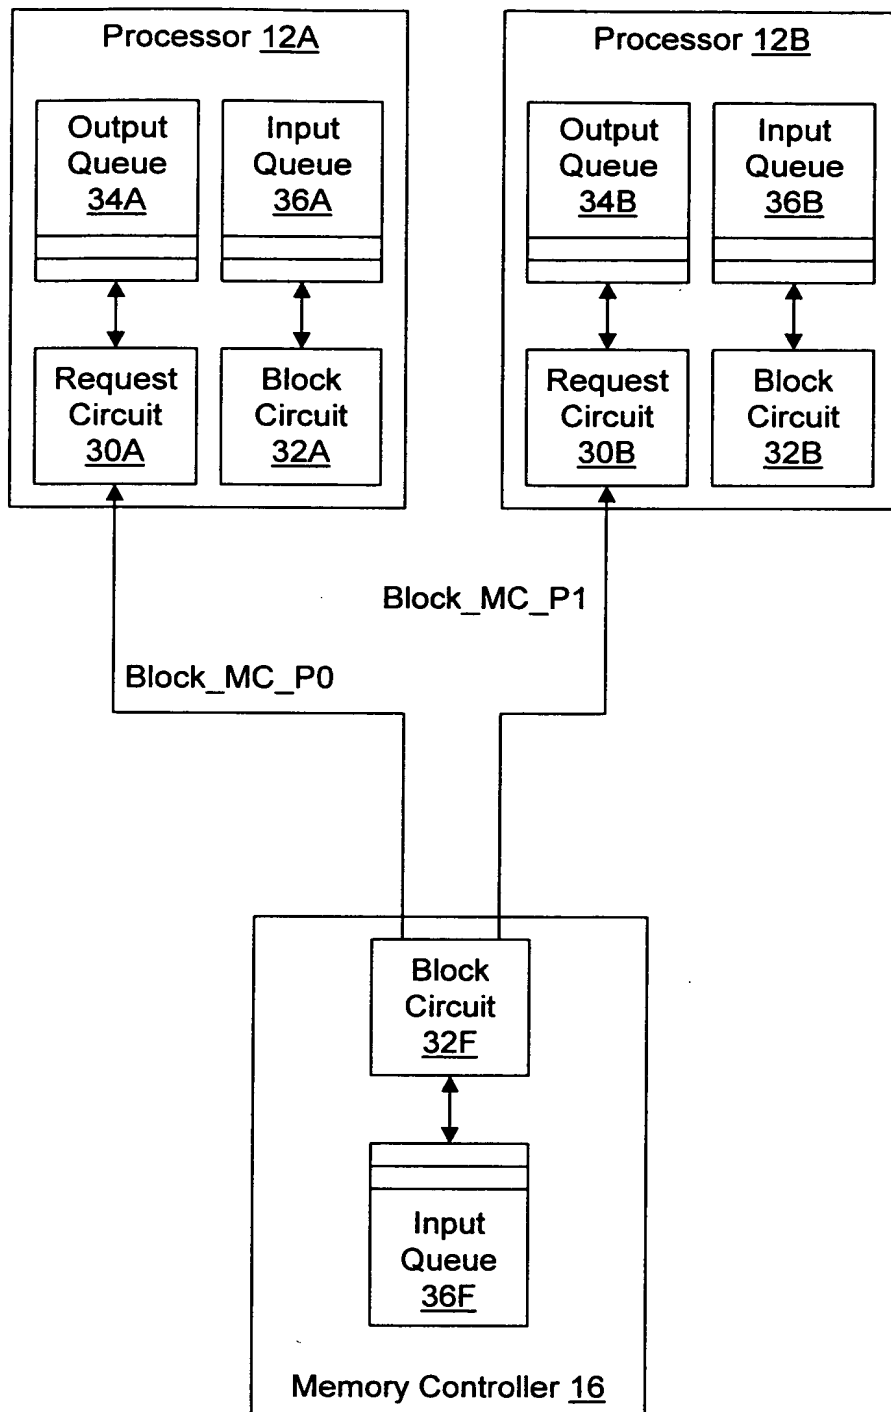 Processor 12A
Output
Queue
34A
Input
Queue
36A
Request
Circuit
30A
Block
Circuit
32A
Processor 12B
Output
Queue
34B
Input
Queue
36B
Request
Circuit
30B
Block
Circuit
32B
Block_MC_P1
Block_MC_P0
Block
Circuit
32F
Input
Queue
36F
Memory Controller 16